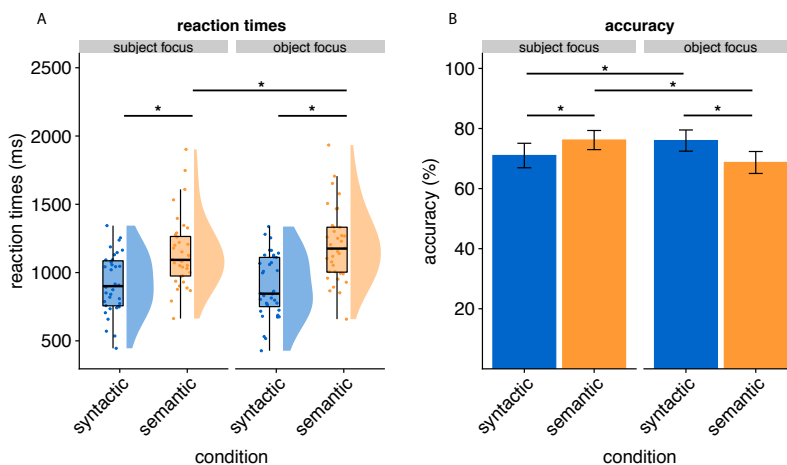 A
reaction times
subject focus
object focus
2500
2000
1500
1000
500
reaction times (ms)
*
*
*
syntactic
semantic
syntactic
semantic
condition
B
accuracy
subject focus
object focus
100
80
60
40
20
accuracy (%)
*
*
*
*
syntactic
semantic
syntactic
semantic
condition